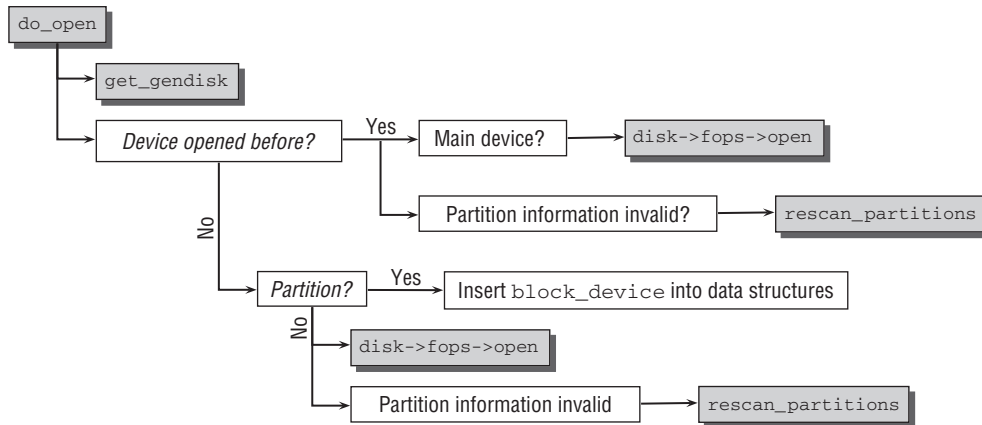 do_open
get_gendisk
Device opened before?
Yes
Main device?
disk->fops->open
Partition information invalid?
rescan_partitions
No
Partition?
Yes
Insert block_device into data structures
No
disk->fops->open
Partition information invalid
rescan_partitions